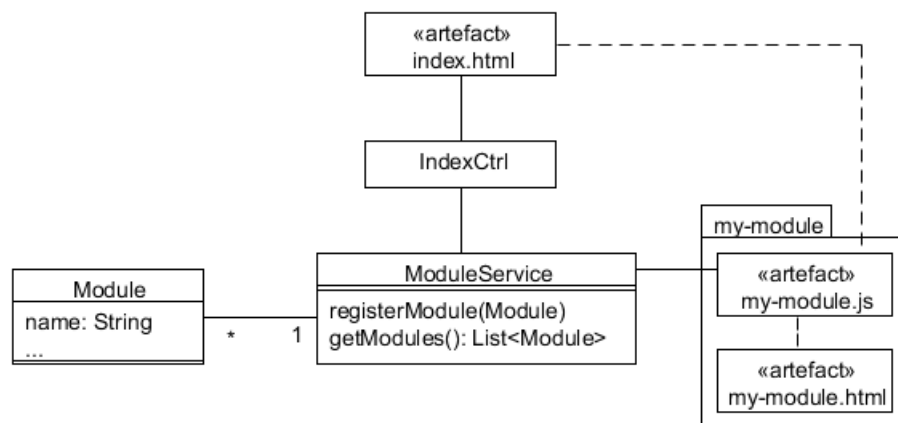 «artefact»
index.html
IndexCtrl
my-module
ModuleService
registerModule(Module)
getModules(): List<Module>
Module
name: String
...
*
1
«artefact»
my-module.js
«artefact»
my-module.html